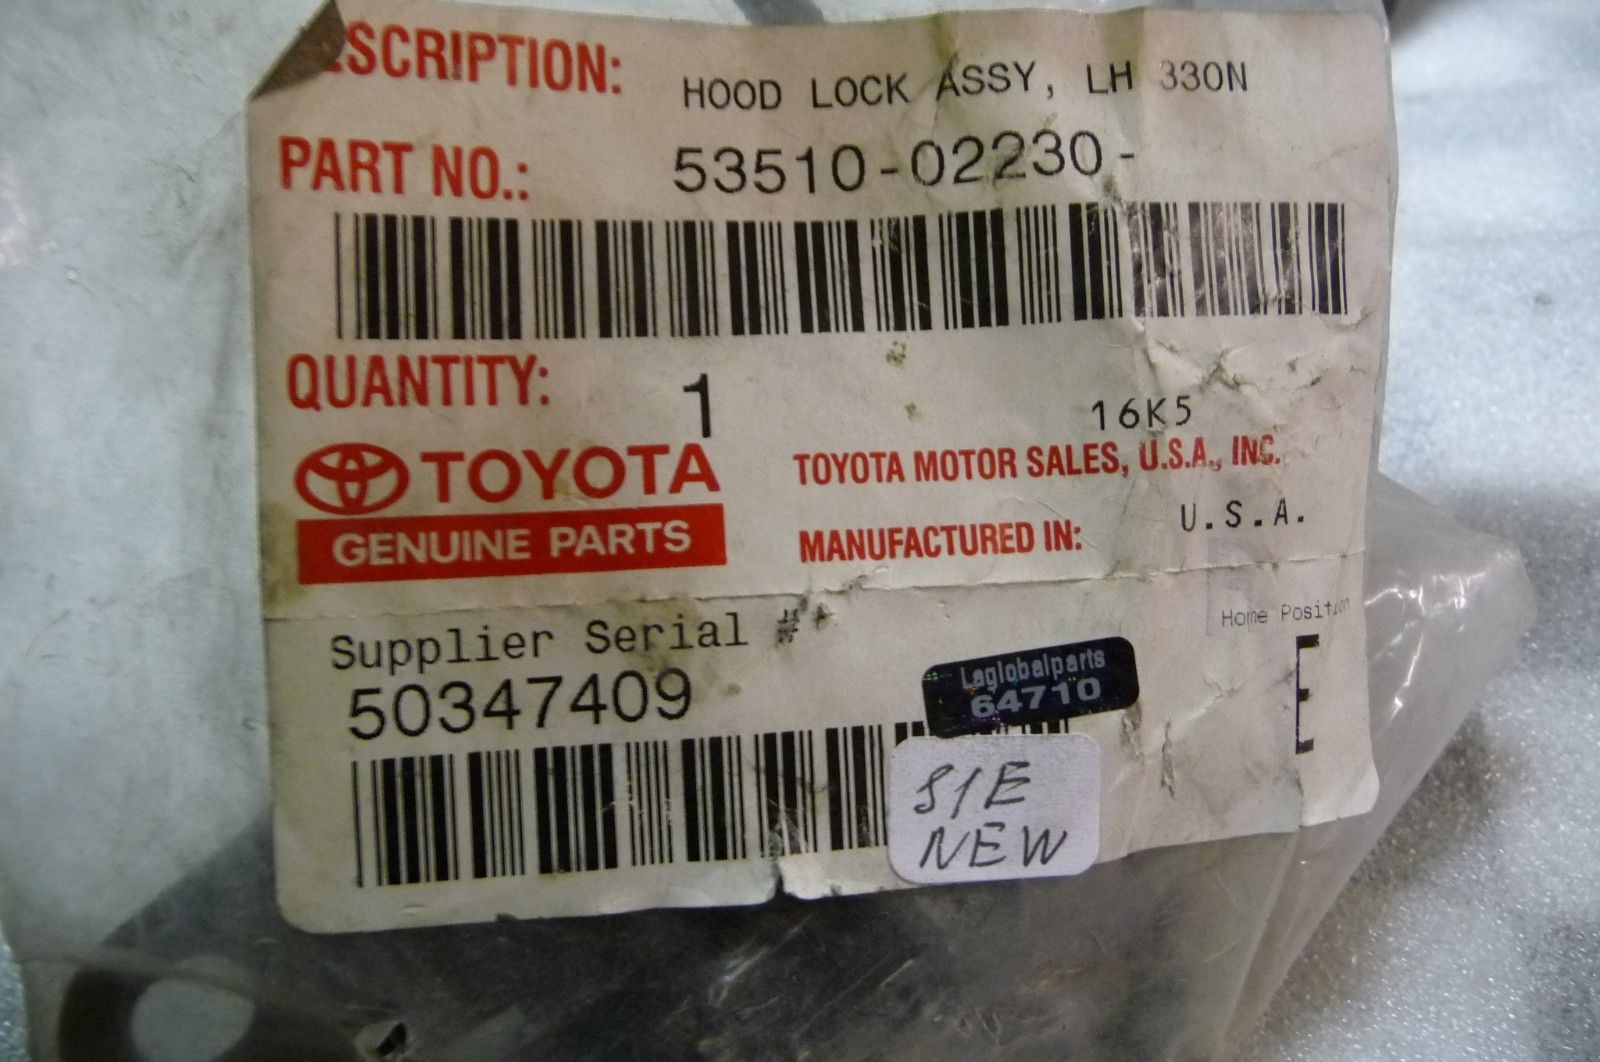 DESCRIPTION: HOOD LOCK ASSY, LH 330N
PART NO.: 53510-02230-
QUANTITY: 1
16K5
TOYOTA
GENUINE PARTS
TOYOTA MOTOR SALES, U.S.A., INC.
MANUFACTURED IN: U.S.A.
Supplier Serial #
50347409
Home Position
E
Laglobalparts
64710
S/E
NEW